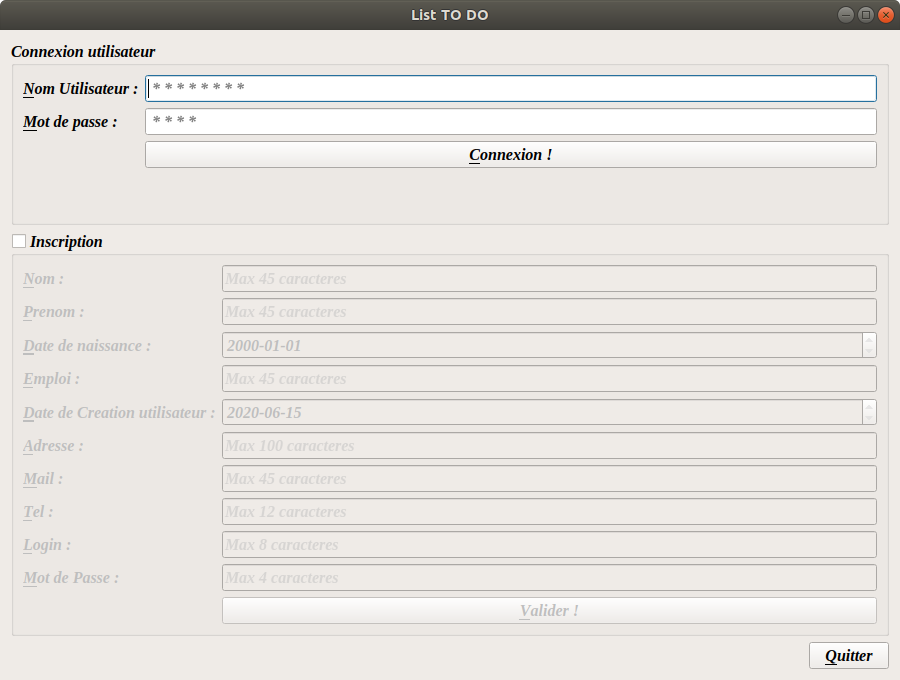 List TO DO
Connexion utilisateur
Nom Utilisateur : * * * * * * * *
Mot de passe : * * * *
Connexion !
Inscription
Nom : Max 45 caracteres
Prenom : Max 45 caracteres
Date de naissance : 2000-01-01
Emploi : Max 45 caracteres
Date de Creation utilisateur : 2020-06-15
Adresse : Max 100 caracteres
Mail : Max 45 caracteres
Tel : Max 12 caracteres
Login : Max 8 caracteres
Mot de Passe : Max 4 caracteres
Valider !
Quitter